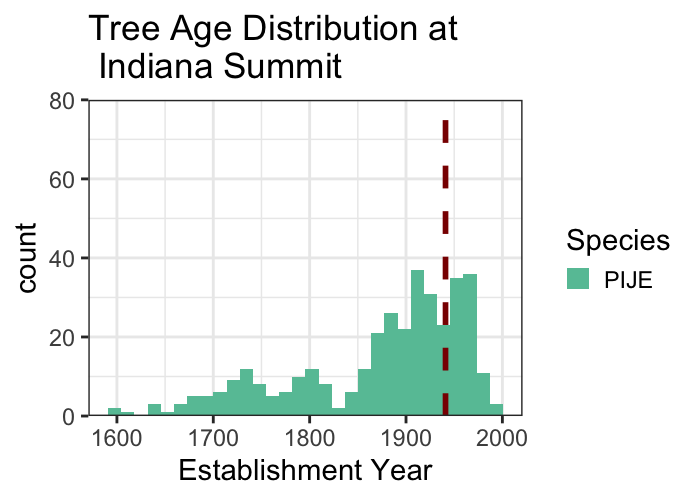 Tree Age Distribution at
Indiana Summit
80
60
40
20
0
count
1600
1700
1800
1900
2000
Establishment Year
Species
PIJE